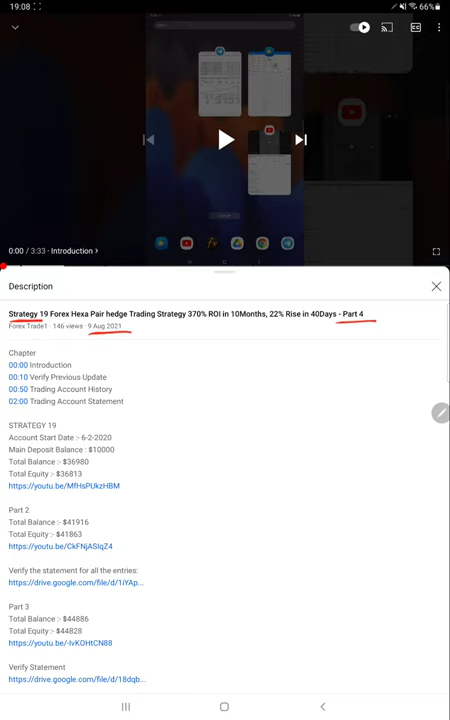 19:08
66%
0:00 / 3:33 · Introduction >
Description
Strategy 19 Forex Hexa Pair hedge Trading Strategy 370% ROI in 10Months, 22% Rise in 40Days - Part 4
Forex Trade1 · 146 views · 9 Aug 2021
Chapter
00:00 Introduction
00:10 Verify Previous Update
00:50 Trading Account History
02:00 Trading Account Statement
STRATEGY 19
Account Start Date :- 6-2-2020
Main Deposit Balance : $10000
Total Balance :- $36980
Total Equity :- $36813
https://youtu.be/MfHsPUkzHBM
Part 2
Total Balance :- $41916
Total Equity :- $41863
https://youtu.be/CkFNjASIqZ4
Verify the statement for all the entries:
https://drive.google.com/file/d/1iYAp...
Part 3
Total Balance :- $44886
Total Equity :- $44828
https://youtu.be/-IvKOHtCN88
Verify Statement
https://drive.google.com/file/d/18dqb...